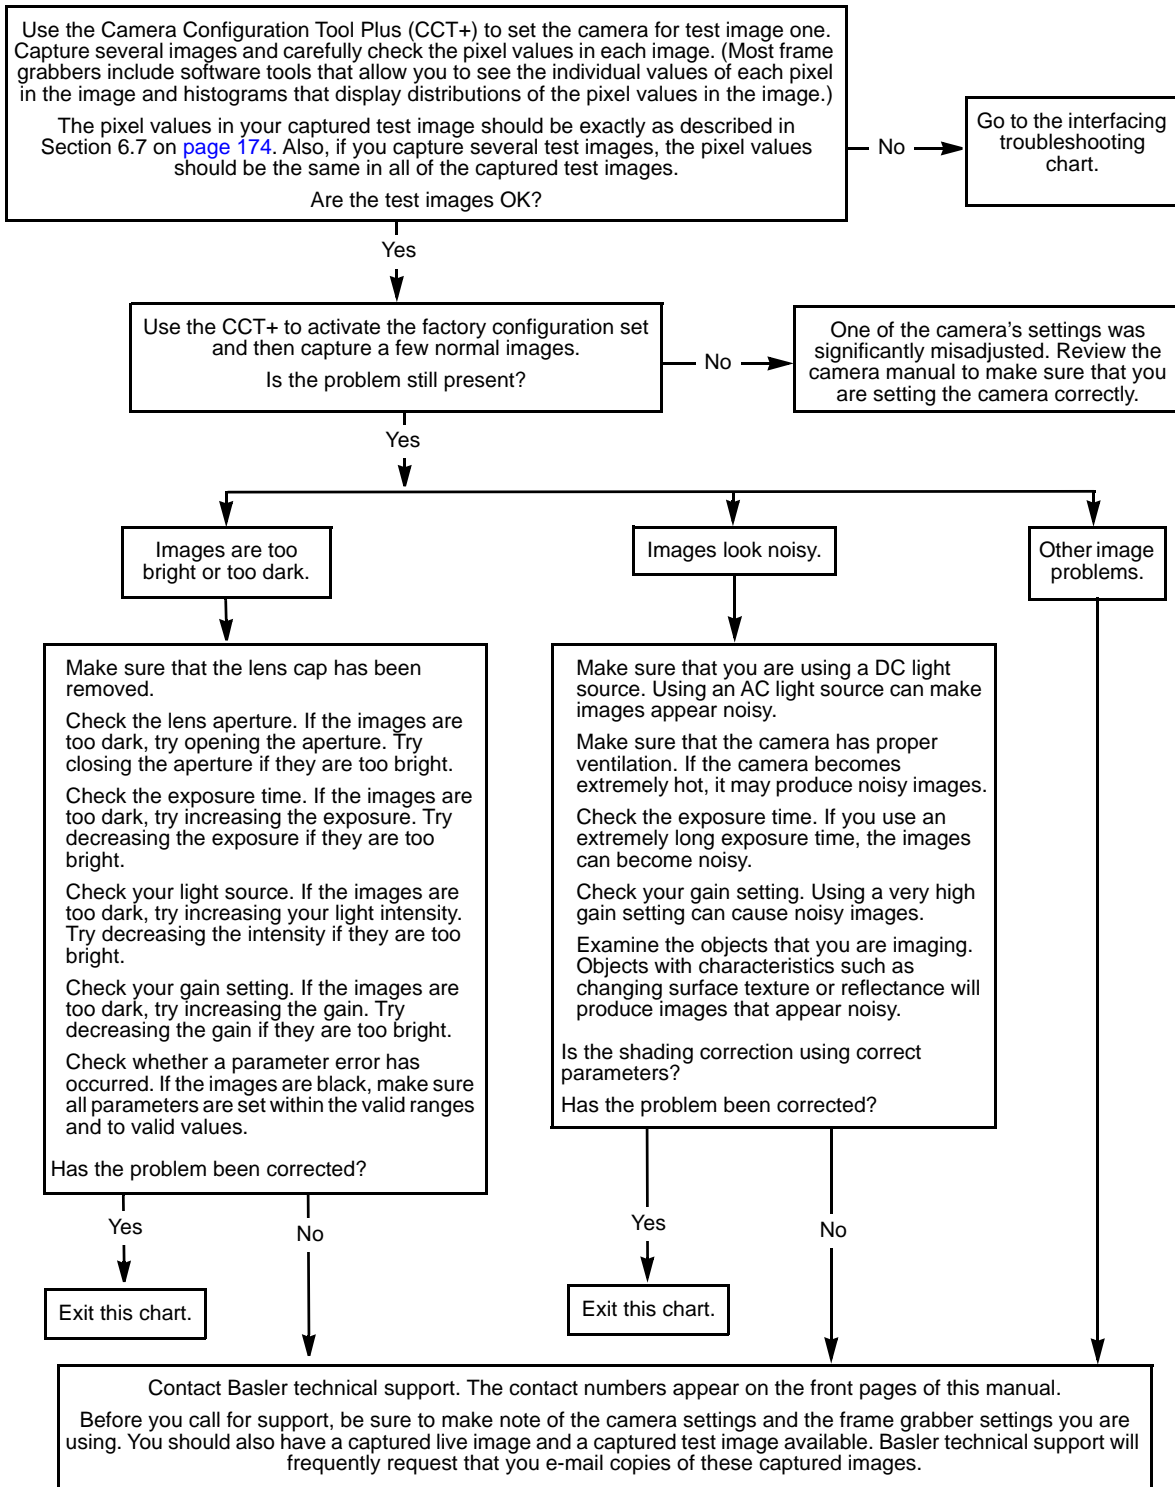 Use the Camera Configuration Tool Plus (CCT+) to set the camera for test image one.
Capture several images and carefully check the pixel values in each image. (Most frame
grabbers include software tools that allow you to see the individual values of each pixel
in the image and histograms that display distributions of the pixel values in the image.)
The pixel values in your captured test image should be exactly as described in
Section 6.7 on page 174. Also, if you capture several test images, the pixel values
should be the same in all of the captured test images.
Are the test images OK?
No
Go to the interfacing
troubleshooting
chart.
Yes
Use the CCT+ to activate the factory configuration set
and then capture a few normal images.
Is the problem still present?
No
One of the camera's settings was
significantly misadjusted. Review the
camera manual to make sure that you
are setting the camera correctly.
Yes
Images are too
bright or too dark.
Images look noisy.
Other image
problems.
Make sure that the lens cap has been
removed.
Check the lens aperture. If the images are
too dark, try opening the aperture. Try
closing the aperture if they are too bright.
Check the exposure time. If the images are
too dark, try increasing the exposure. Try
decreasing the exposure if they are too
bright.
Check your light source. If the images are
too dark, try increasing your light intensity.
Try decreasing the intensity if they are too
bright.
Check your gain setting. If the images are
too dark, try increasing the gain. Try
decreasing the gain if they are too bright.
Check whether a parameter error has
occurred. If the images are black, make sure
all parameters are set within the valid ranges
and to valid values.
Has the problem been corrected?
Make sure that you are using a DC light
source. Using an AC light source can make
images appear noisy.
Make sure that the camera has proper
ventilation. If the camera becomes
extremely hot, it may produce noisy images.
Check the exposure time. If you use an
extremely long exposure time, the images
can become noisy.
Check your gain setting. Using a very high
gain setting can cause noisy images.
Examine the objects that you are imaging.
Objects with characteristics such as
changing surface texture or reflectance will
produce images that appear noisy.
Is the shading correction using correct
parameters?
Has the problem been corrected?
Yes
No
Yes
No
Exit this chart.
Exit this chart.
Contact Basler technical support. The contact numbers appear on the front pages of this manual.
Before you call for support, be sure to make note of the camera settings and the frame grabber settings you are
using. You should also have a captured live image and a captured test image available. Basler technical support will
frequently request that you e-mail copies of these captured images.